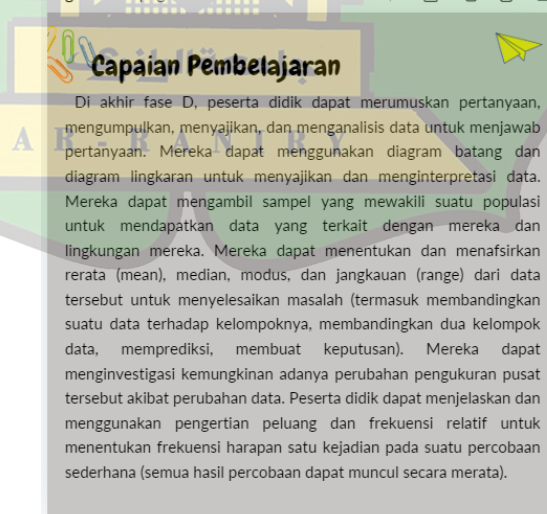 Capaian Pembelajaran
Di akhir fase D, peserta didik dapat merumuskan pertanyaan,
mengumpulkan, menyajikan, dan menganalisis data untuk menjawab
pertanyaan. Mereka dapat menggunakan diagram batang dan
diagram lingkaran untuk menyajikan dan menginterpretasi data.
Mereka dapat mengambil sampel yang mewakili suatu populasi
untuk mendapatkan data yang terkait dengan mereka dan
lingkungan mereka. Mereka dapat menentukan dan menafsirkan
rerata (mean), median, modus, dan jangkauan (range) dari data
tersebut untuk menyelesaikan masalah (termasuk membandingkan
suatu data terhadap kelompoknya, membandingkan dua kelompok
data, memprediksi, membuat keputusan). Mereka dapat
menginvestigasi kemungkinan adanya perubahan pengukuran pusat
tersebut akibat perubahan data. Peserta didik dapat menjelaskan dan
menggunakan pengertian peluang dan frekuensi relatif untuk
menentukan frekuensi harapan satu kejadian pada suatu percobaan
sederhana (semua hasil percobaan dapat muncul secara merata).
AR-RANIRY